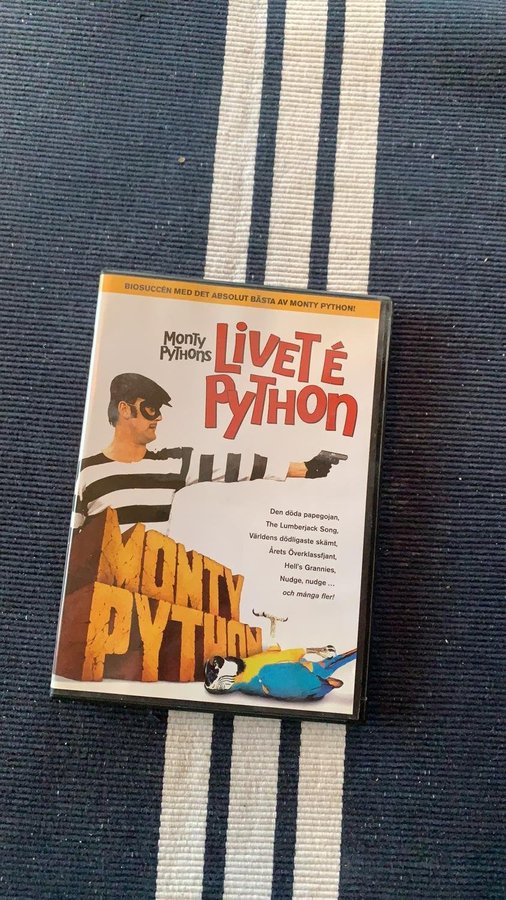 BIOSUCCÉN MED DET ABSOLUT BÄSTA AV MONTY PYTHON!
MONTY
PYTHONS
LIVET É
PYTHON
Den döda papegojan,
The Lumberjack Song,
Världens dödligaste skämt,
Årets Överklassfjant,
Hell's Grannies,
Nudge, nudge ...
och många fler!
MONTY
PYTHON